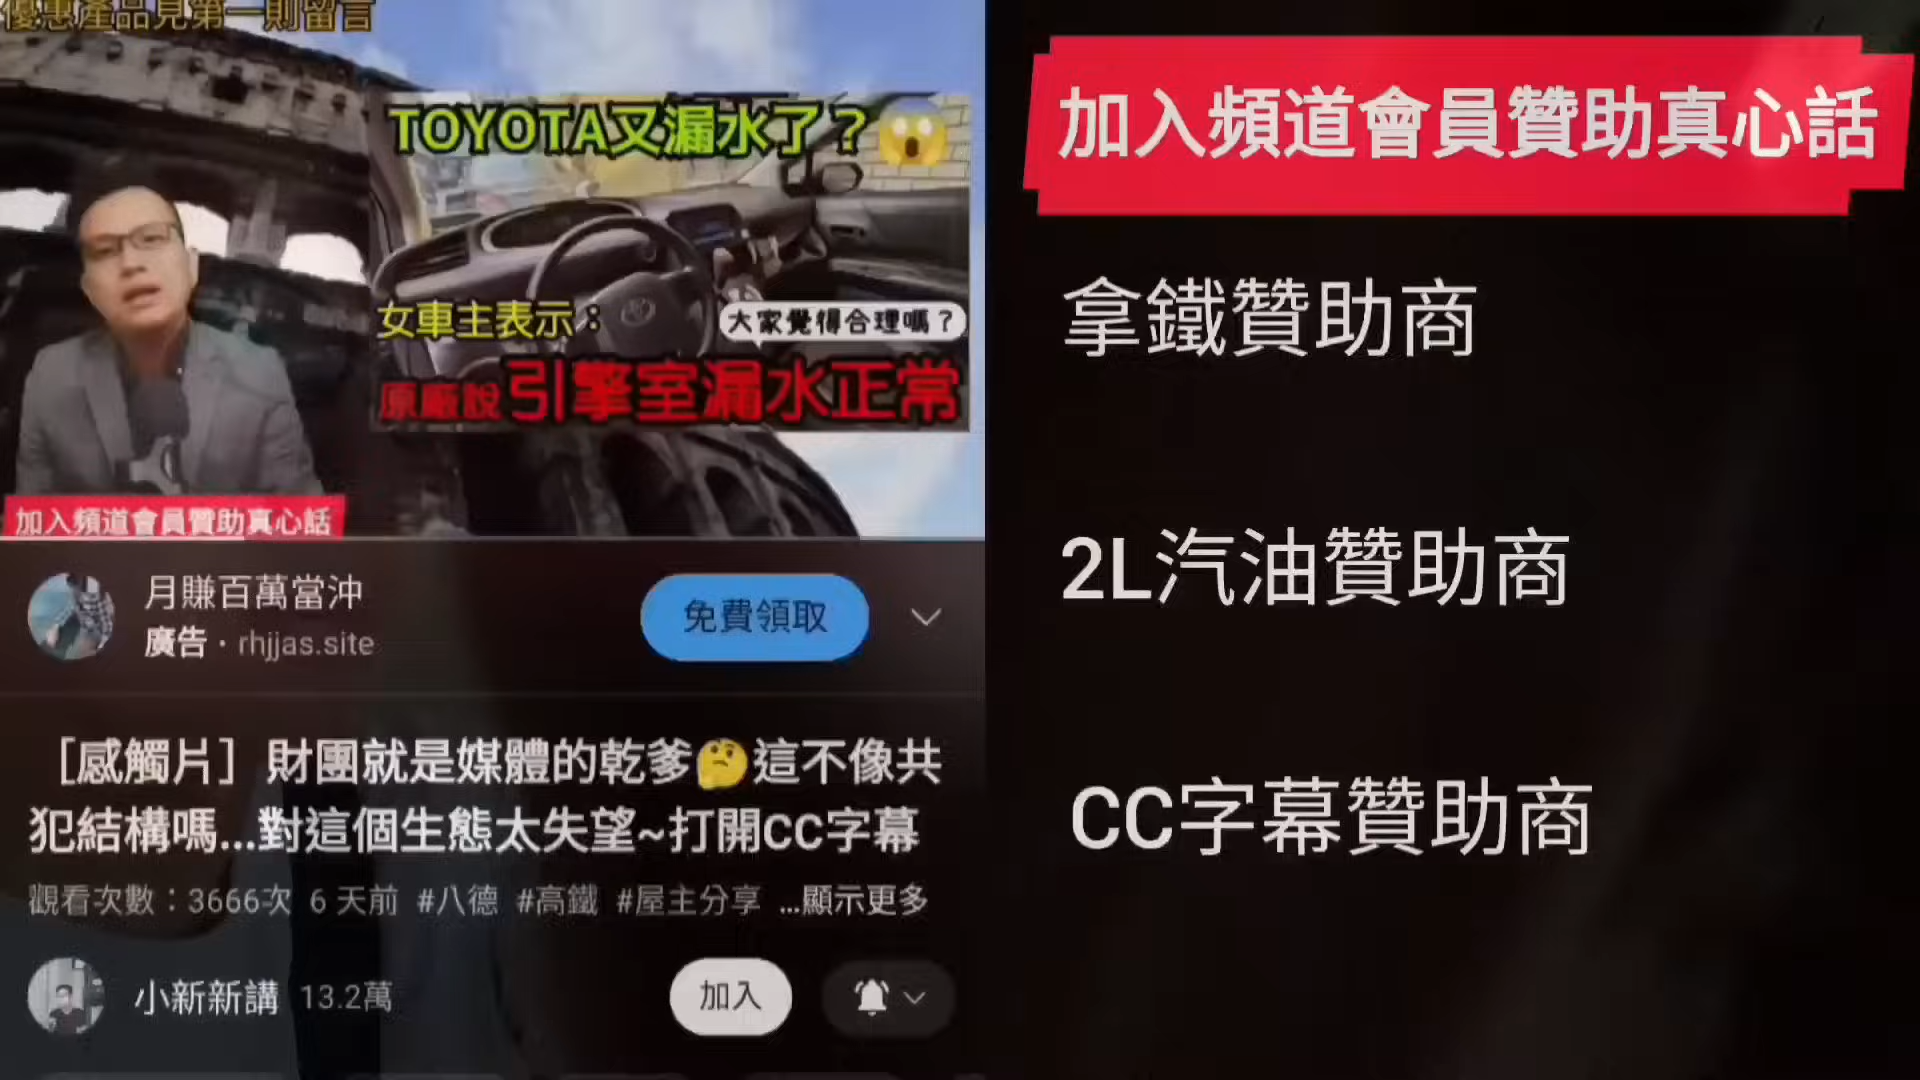 優惠產品見第一則留言
TOYOTA又漏水了？
女車主表示：
大家覺得合理嗎？
原廠說引擎室漏水正常
加入頻道會員贊助真心話
月賺百萬當沖
廣告・rhjjas.site
免費領取
［感觸片］財團就是媒體的乾爹🤔這不像共
犯結構嗎...對這個生態太失望~打開CC字幕
觀看次數：3666次 6 天前 #八德 #高鐵 #屋主分享 ...顯示更多
小新新講 13.2萬
加入
加入頻道會員贊助真心話
拿鐵贊助商
2L汽油贊助商
CC字幕贊助商